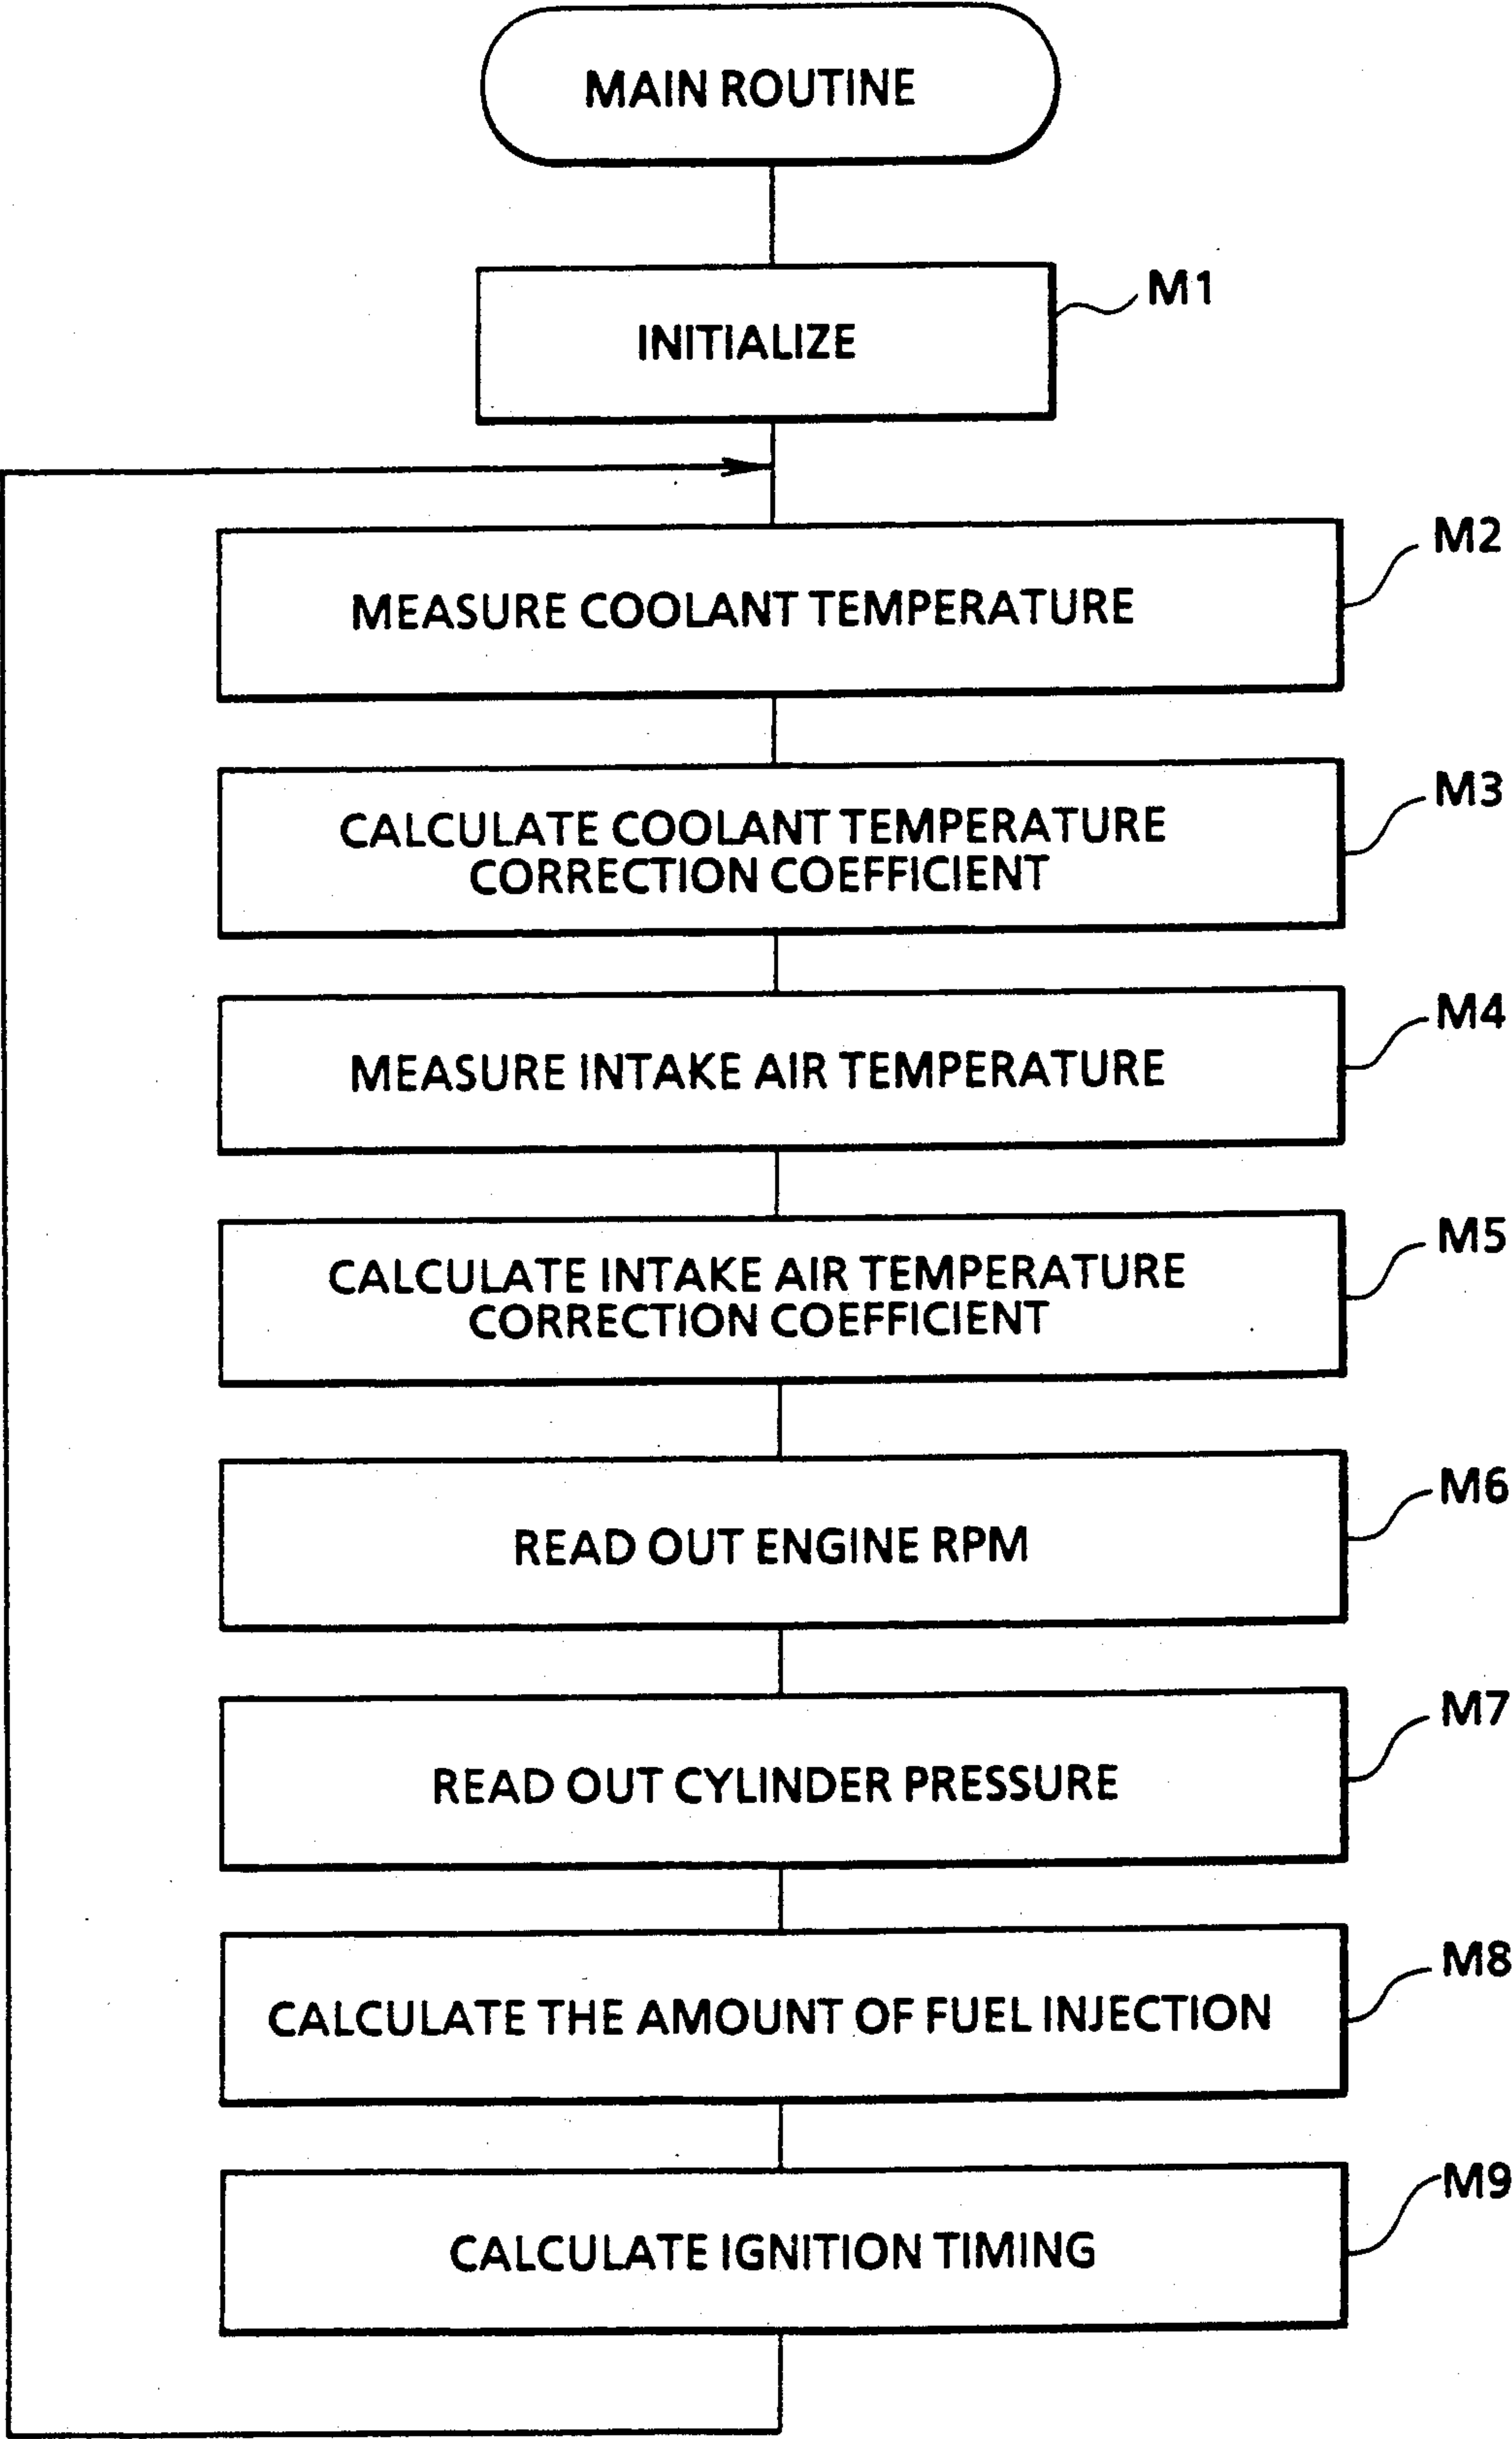 MAIN ROUTINE
INITIALIZE
M1
MEASURE COOLANT TEMPERATURE
M2
CALCULATE COOLANT TEMPERATURE
CORRECTION COEFFICIENT
M3
MEASURE INTAKE AIR TEMPERATURE
M4
CALCULATE INTAKE AIR TEMPERATURE
CORRECTION COEFFICIENT
M5
READ OUT ENGINE RPM
M6
READ OUT CYLINDER PRESSURE
M7
CALCULATE THE AMOUNT OF FUEL INJECTION
M8
CALCULATE IGNITION TIMING
M9